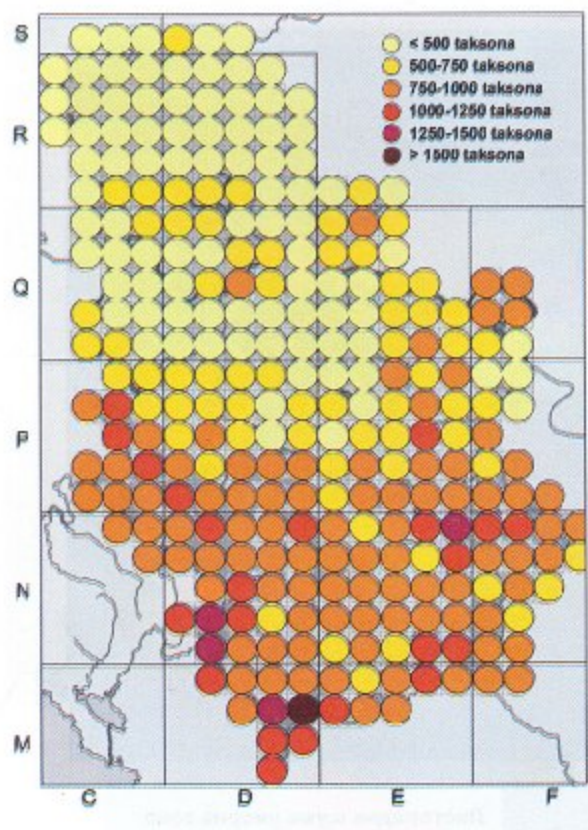 S
≤ 500 taksona
500-750 taksona
750-1000 taksona
1000-1250 taksona
1250-1500 taksona
> 1500 taksona
R
Q
P
N
M
C D E F